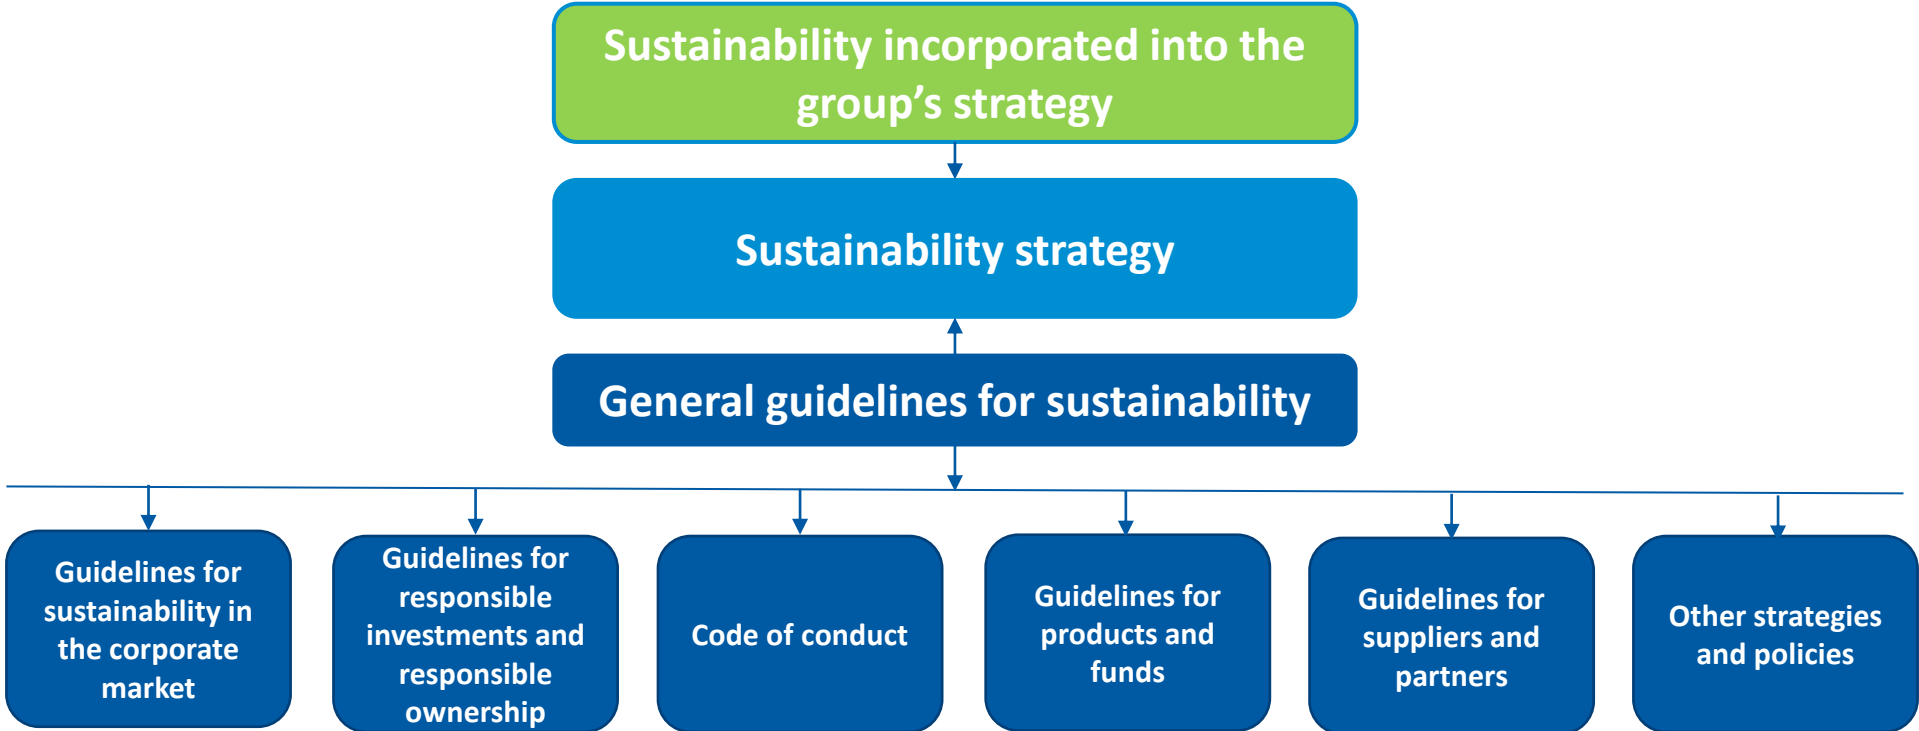 Sustainability incorporated into the
group’s strategy
Sustainability strategy
General guidelines for sustainability
Guidelines for
sustainability in
the corporate
market
Guidelines for
responsible
investments and
responsible
ownership
Code of conduct
Guidelines for
products and
funds
Guidelines for
suppliers and
partners
Other strategies
and policies